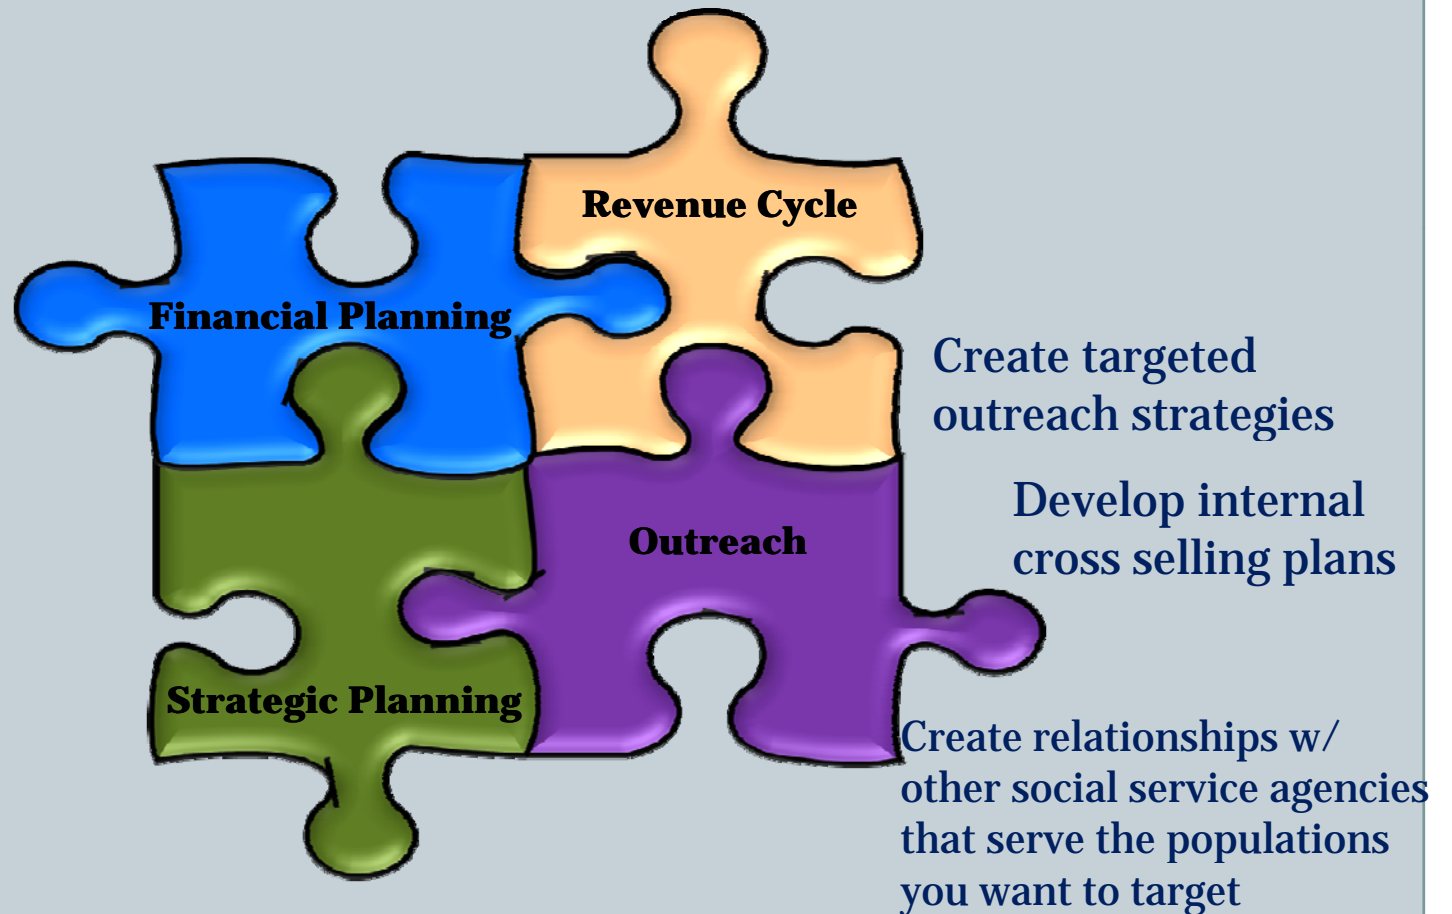 Revenue Cycle
Financial Planning
Create targeted
outreach strategies
Develop internal
cross selling plans
Outreach
Strategic Planning
Create relationships w/
other social service agencies
that serve the populations
you want to target